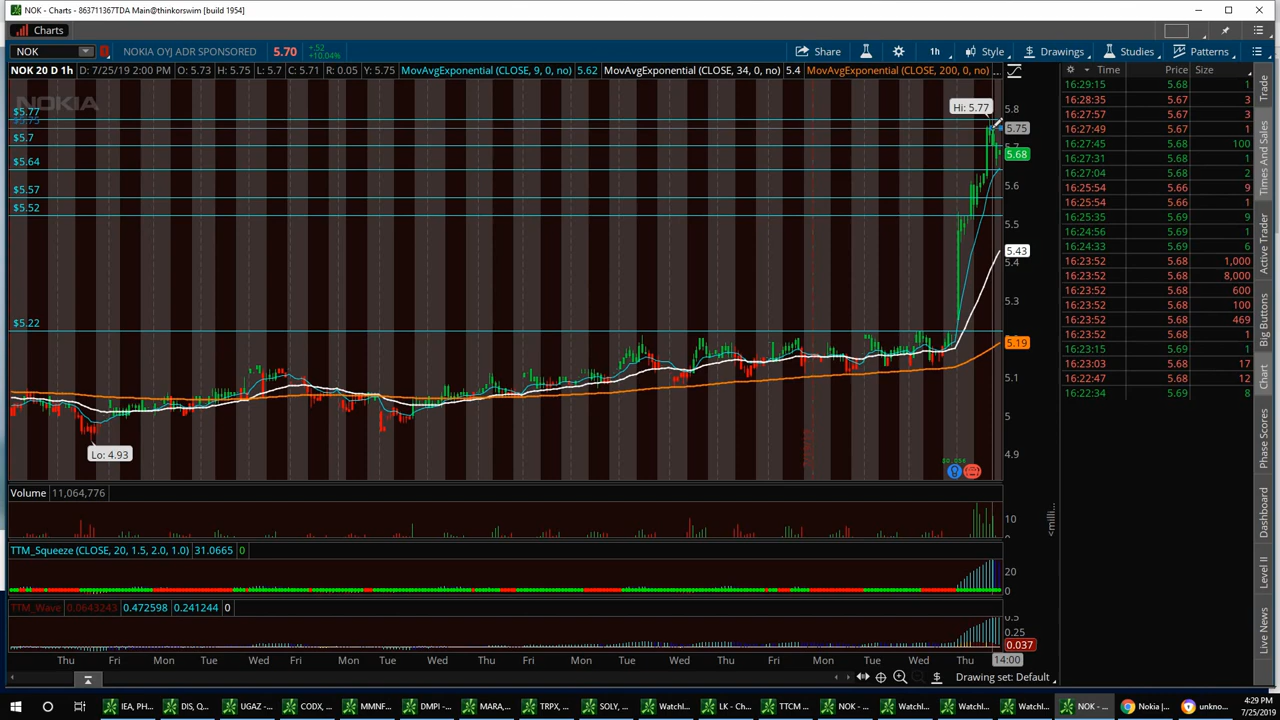 NOK - Charts - 863711367TDA Main@thinkorswim [build 1954]
Charts
NOK NOKIA OYJ ADR SPONSORED 5.70 +.52 +10.04% Share 1h Style Drawings Studies Patterns
NOK 20 D 1h D: 7/25/19 2:00 PM O: 5.73 H: 5.75 L: 5.7 C: 5.71 R: 0.05 Y: 5.75 MovAvgExponential (CLOSE, 9, 0, no) 5.62 MovAvgExponential (CLOSE, 34, 0, no) 5.4 MovAvgExponential (CLOSE, 200, 0, no) ...
Time Price Size
NOKIA
Hi: 5.77
$5.77
$5.75
$5.7
$5.64
$5.57
$5.52
$5.22
Lo: 4.93
5.8
5.75
5.7
5.68
5.6
5.5
5.43
5.4
5.3
5.19
5.1
5
4.9
16:29:15 5.68 1
16:28:35 5.67 3
16:27:57 5.67 3
16:27:49 5.67 1
16:27:45 5.68 100
16:27:31 5.68 1
16:27:04 5.68 2
16:25:54 5.66 9
16:25:54 5.66 1
16:25:35 5.69 9
16:24:56 5.69 1
16:24:33 5.69 6
16:23:52 5.68 1,000
16:23:52 5.68 8,000
16:23:52 5.68 600
16:23:52 5.68 100
16:23:52 5.68 469
16:23:52 5.68 1
16:23:15 5.69 1
16:23:03 5.68 17
16:22:47 5.68 12
16:22:34 5.69 8
Trade
Times And Sales
Active Trader
Big Buttons
Chart
Phase Scores
Dashboard
Level II
Live News
Volume 11,064,776
10
<milli...
TTM_Squeeze (CLOSE, 20, 1.5, 2.0, 1.0) 31.0665 0
20
0
TTM_Wave 0.0643243 0.472598 0.241244 0
0.5
0.25
0.037
Thu Fri Mon Tue Wed Fri Mon Tue Wed Thu Fri Mon Tue Wed Thu Fri Mon Tue Wed Thu 14:00
Drawing set: Default
IEA, PH... DIS, Q... UGAZ -... CODX, ... MMNF... DMPI -... MARA,... TRPX, ... SOLY, ... Watchl... LK - Cha... TTCM ... NOK - ... Watchl... Watchl... Watchl... NOK - ... Nokia |... unkno...
4:29 PM
7/25/2019